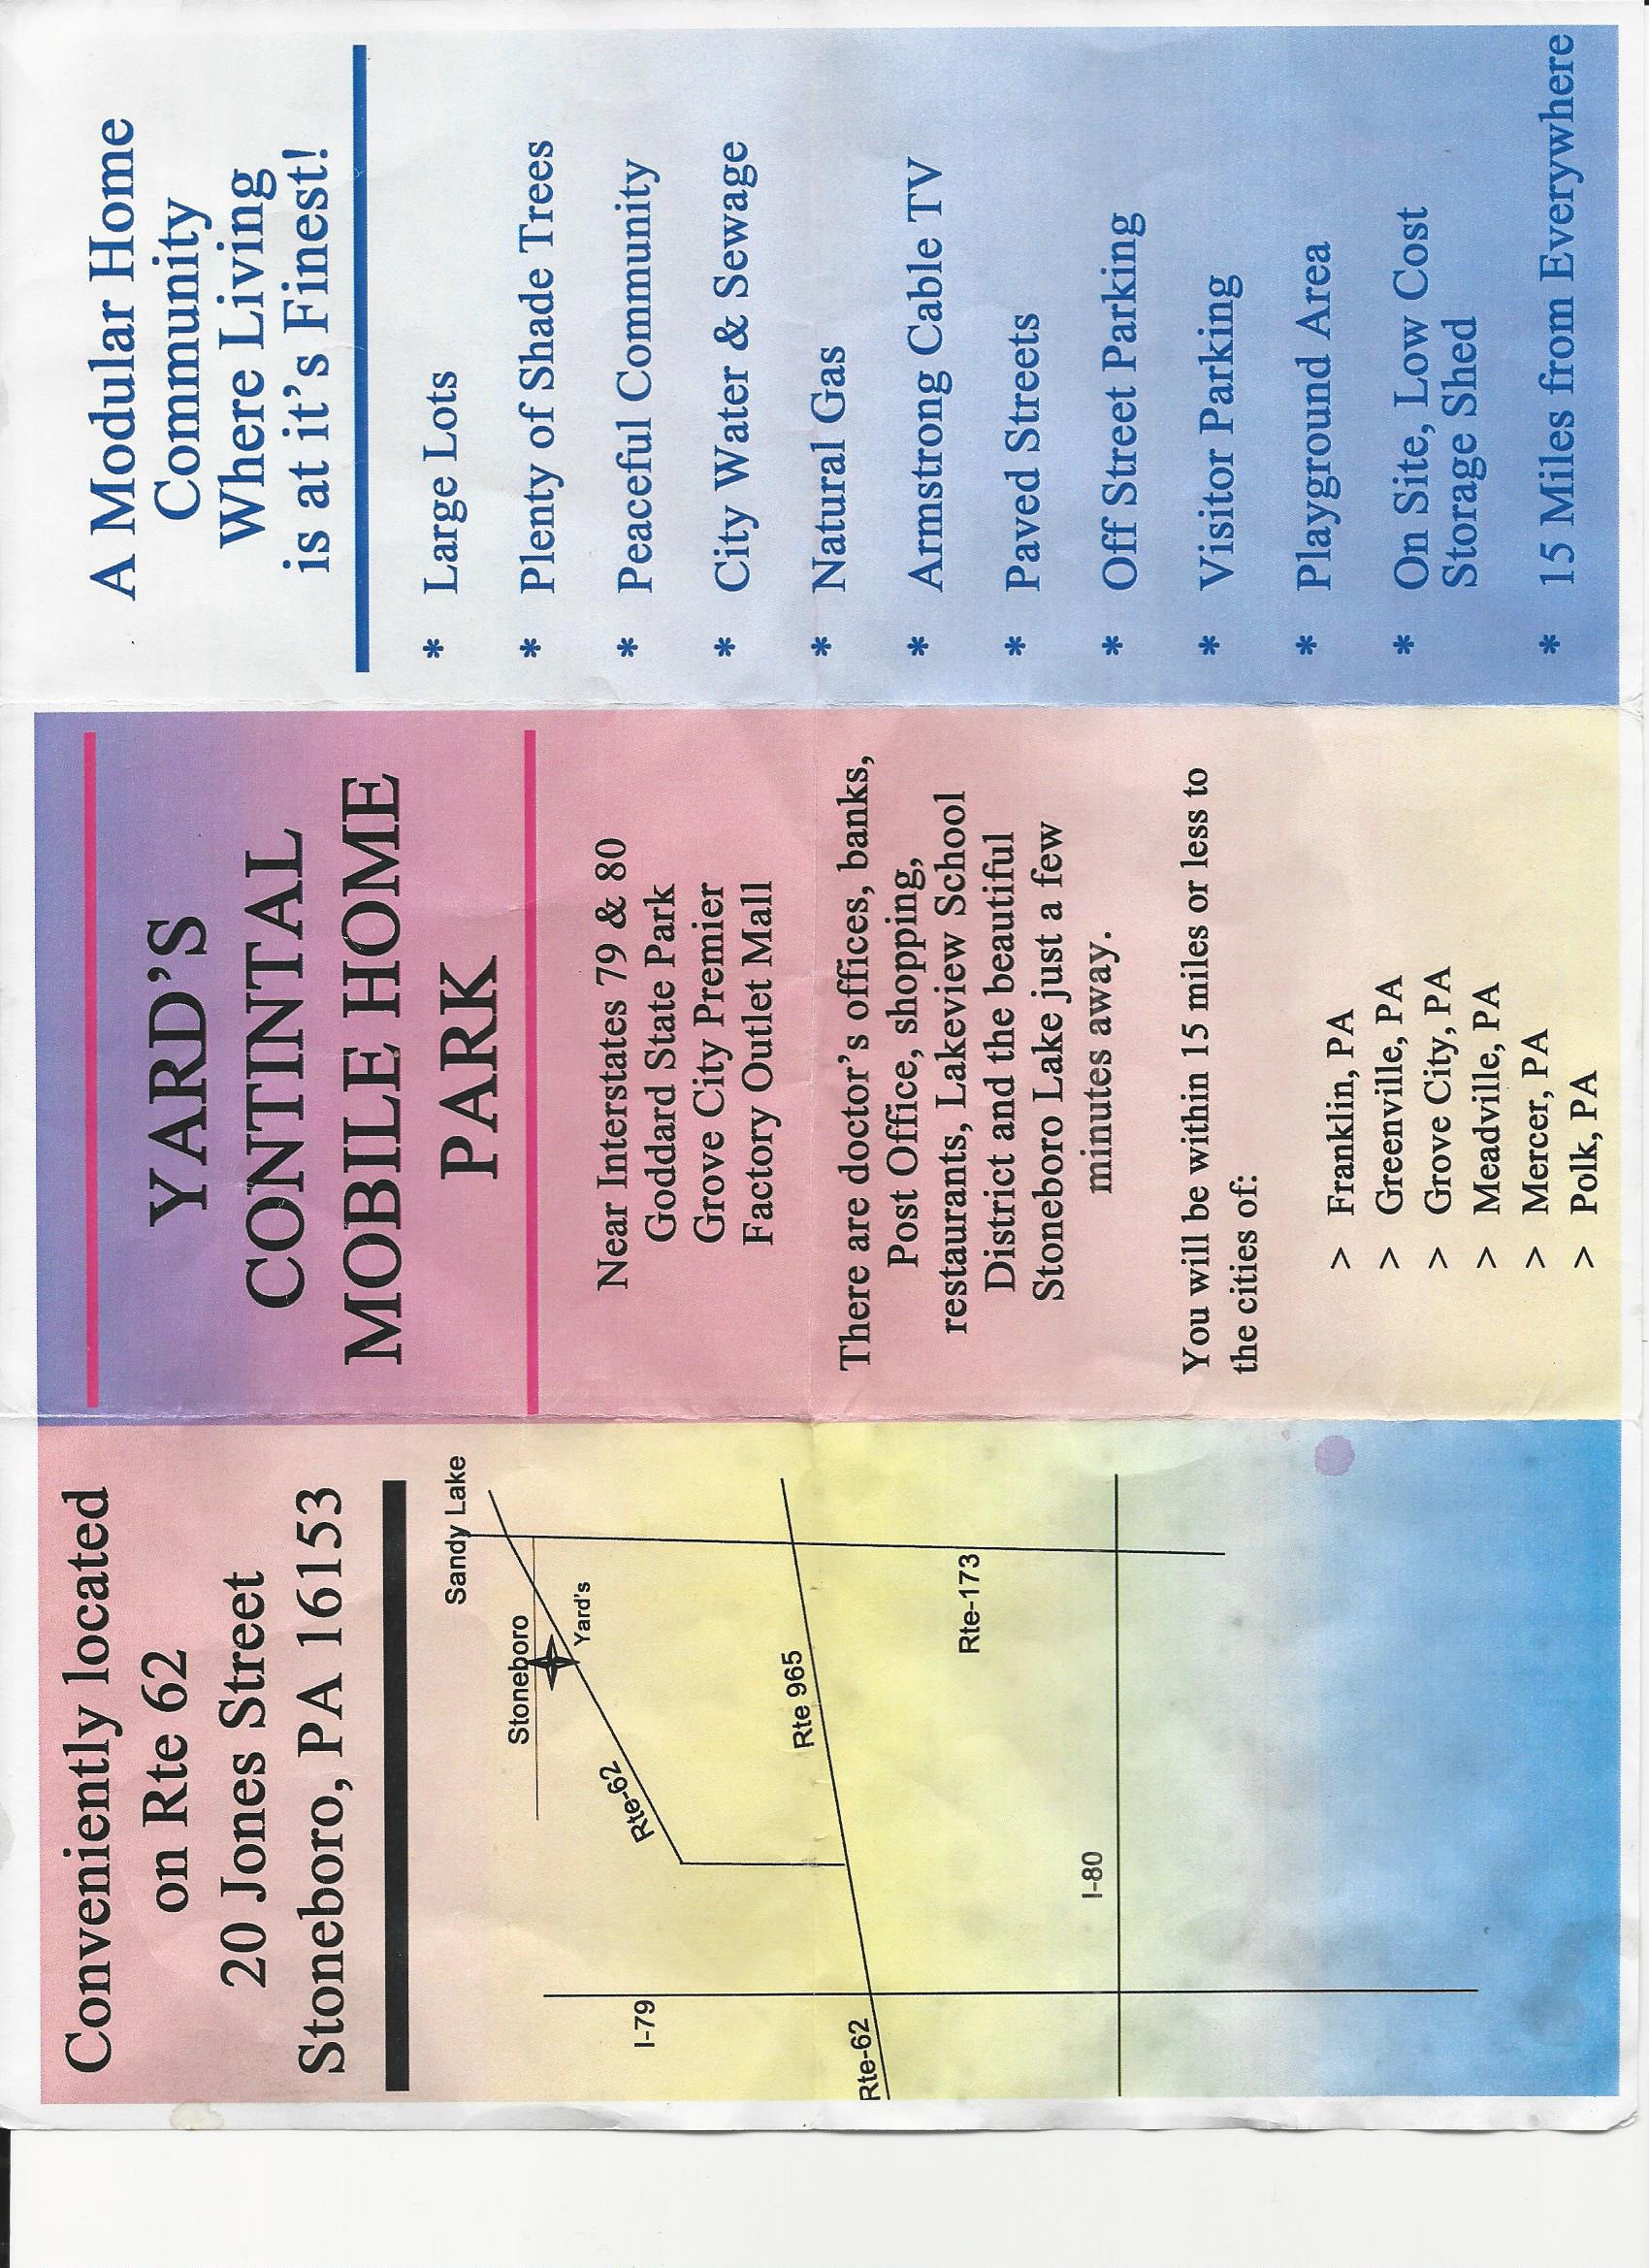 Conveniently located
on Rte 62
20 Jones Street
Stoneboro, PA 16153
Sandy Lake
Stoneboro
Yard's
Rte-62
I-79
Rte 965
Rte-62
Rte-173
I-80
YARD'S
CONTINTAL
MOBILE HOME
PARK
Near Interstates 79 & 80
Goddard State Park
Grove City Premier
Factory Outlet Mall
There are doctor's offices, banks,
Post Office, shopping,
restaurants, Lakeview School
District and the beautiful
Stoneboro Lake just a few
minutes away.
You will be within 15 miles or less to
the cities of:
> Franklin, PA
> Greenville, PA
> Grove City, PA
> Meadville, PA
> Mercer, PA
> Polk, PA
A Modular Home
Community
Where Living
is at it's Finest!
* Large Lots
* Plenty of Shade Trees
* Peaceful Community
* City Water & Sewage
* Natural Gas
* Armstrong Cable TV
* Paved Streets
* Off Street Parking
* Visitor Parking
* Playground Area
* On Site, Low Cost
Storage Shed
* 15 Miles from Everywhere